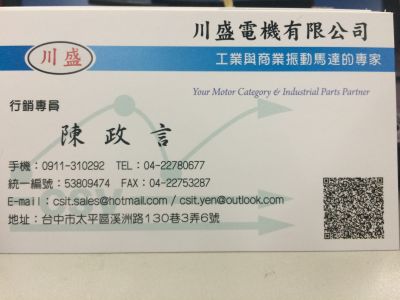 川盛電機有限公司
川盛
工業與商業振動馬達的專家
Your Motor Category & Industrial Parts Partner
行銷專員
陳政言
手機：0911-310292 TEL：04-22780677
統一編號：53809474 FAX：04-22753287
E-mail：csit.sales@hotmail.com / csit.yen@outlook.com
地址：台中市太平區溪洲路130巷3弄6號